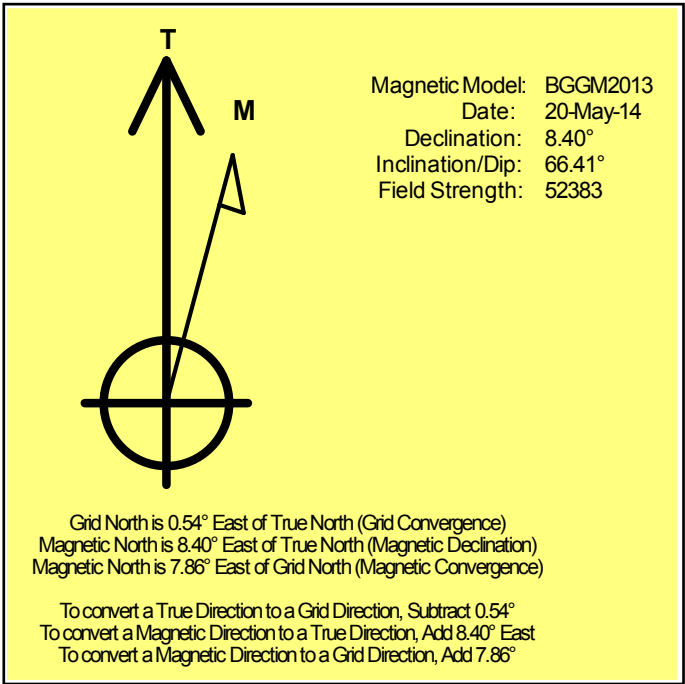 T
M
Magnetic Model: BGGM2013
Date: 20-May-14
Declination: 8.40°
Inclination/Dip: 66.41°
Field Strength: 52383
Grid North is 0.54° East of True North (Grid Convergence)
Magnetic North is 8.40° East of True North (Magnetic Declination)
Magnetic North is 7.86° East of Grid North (Magnetic Convergence)
To convert a True Direction to a Grid Direction, Subtract 0.54°
To convert a Magnetic Direction to a True Direction, Add 8.40° East
To convert a Magnetic Direction to a Grid Direction, Add 7.86°